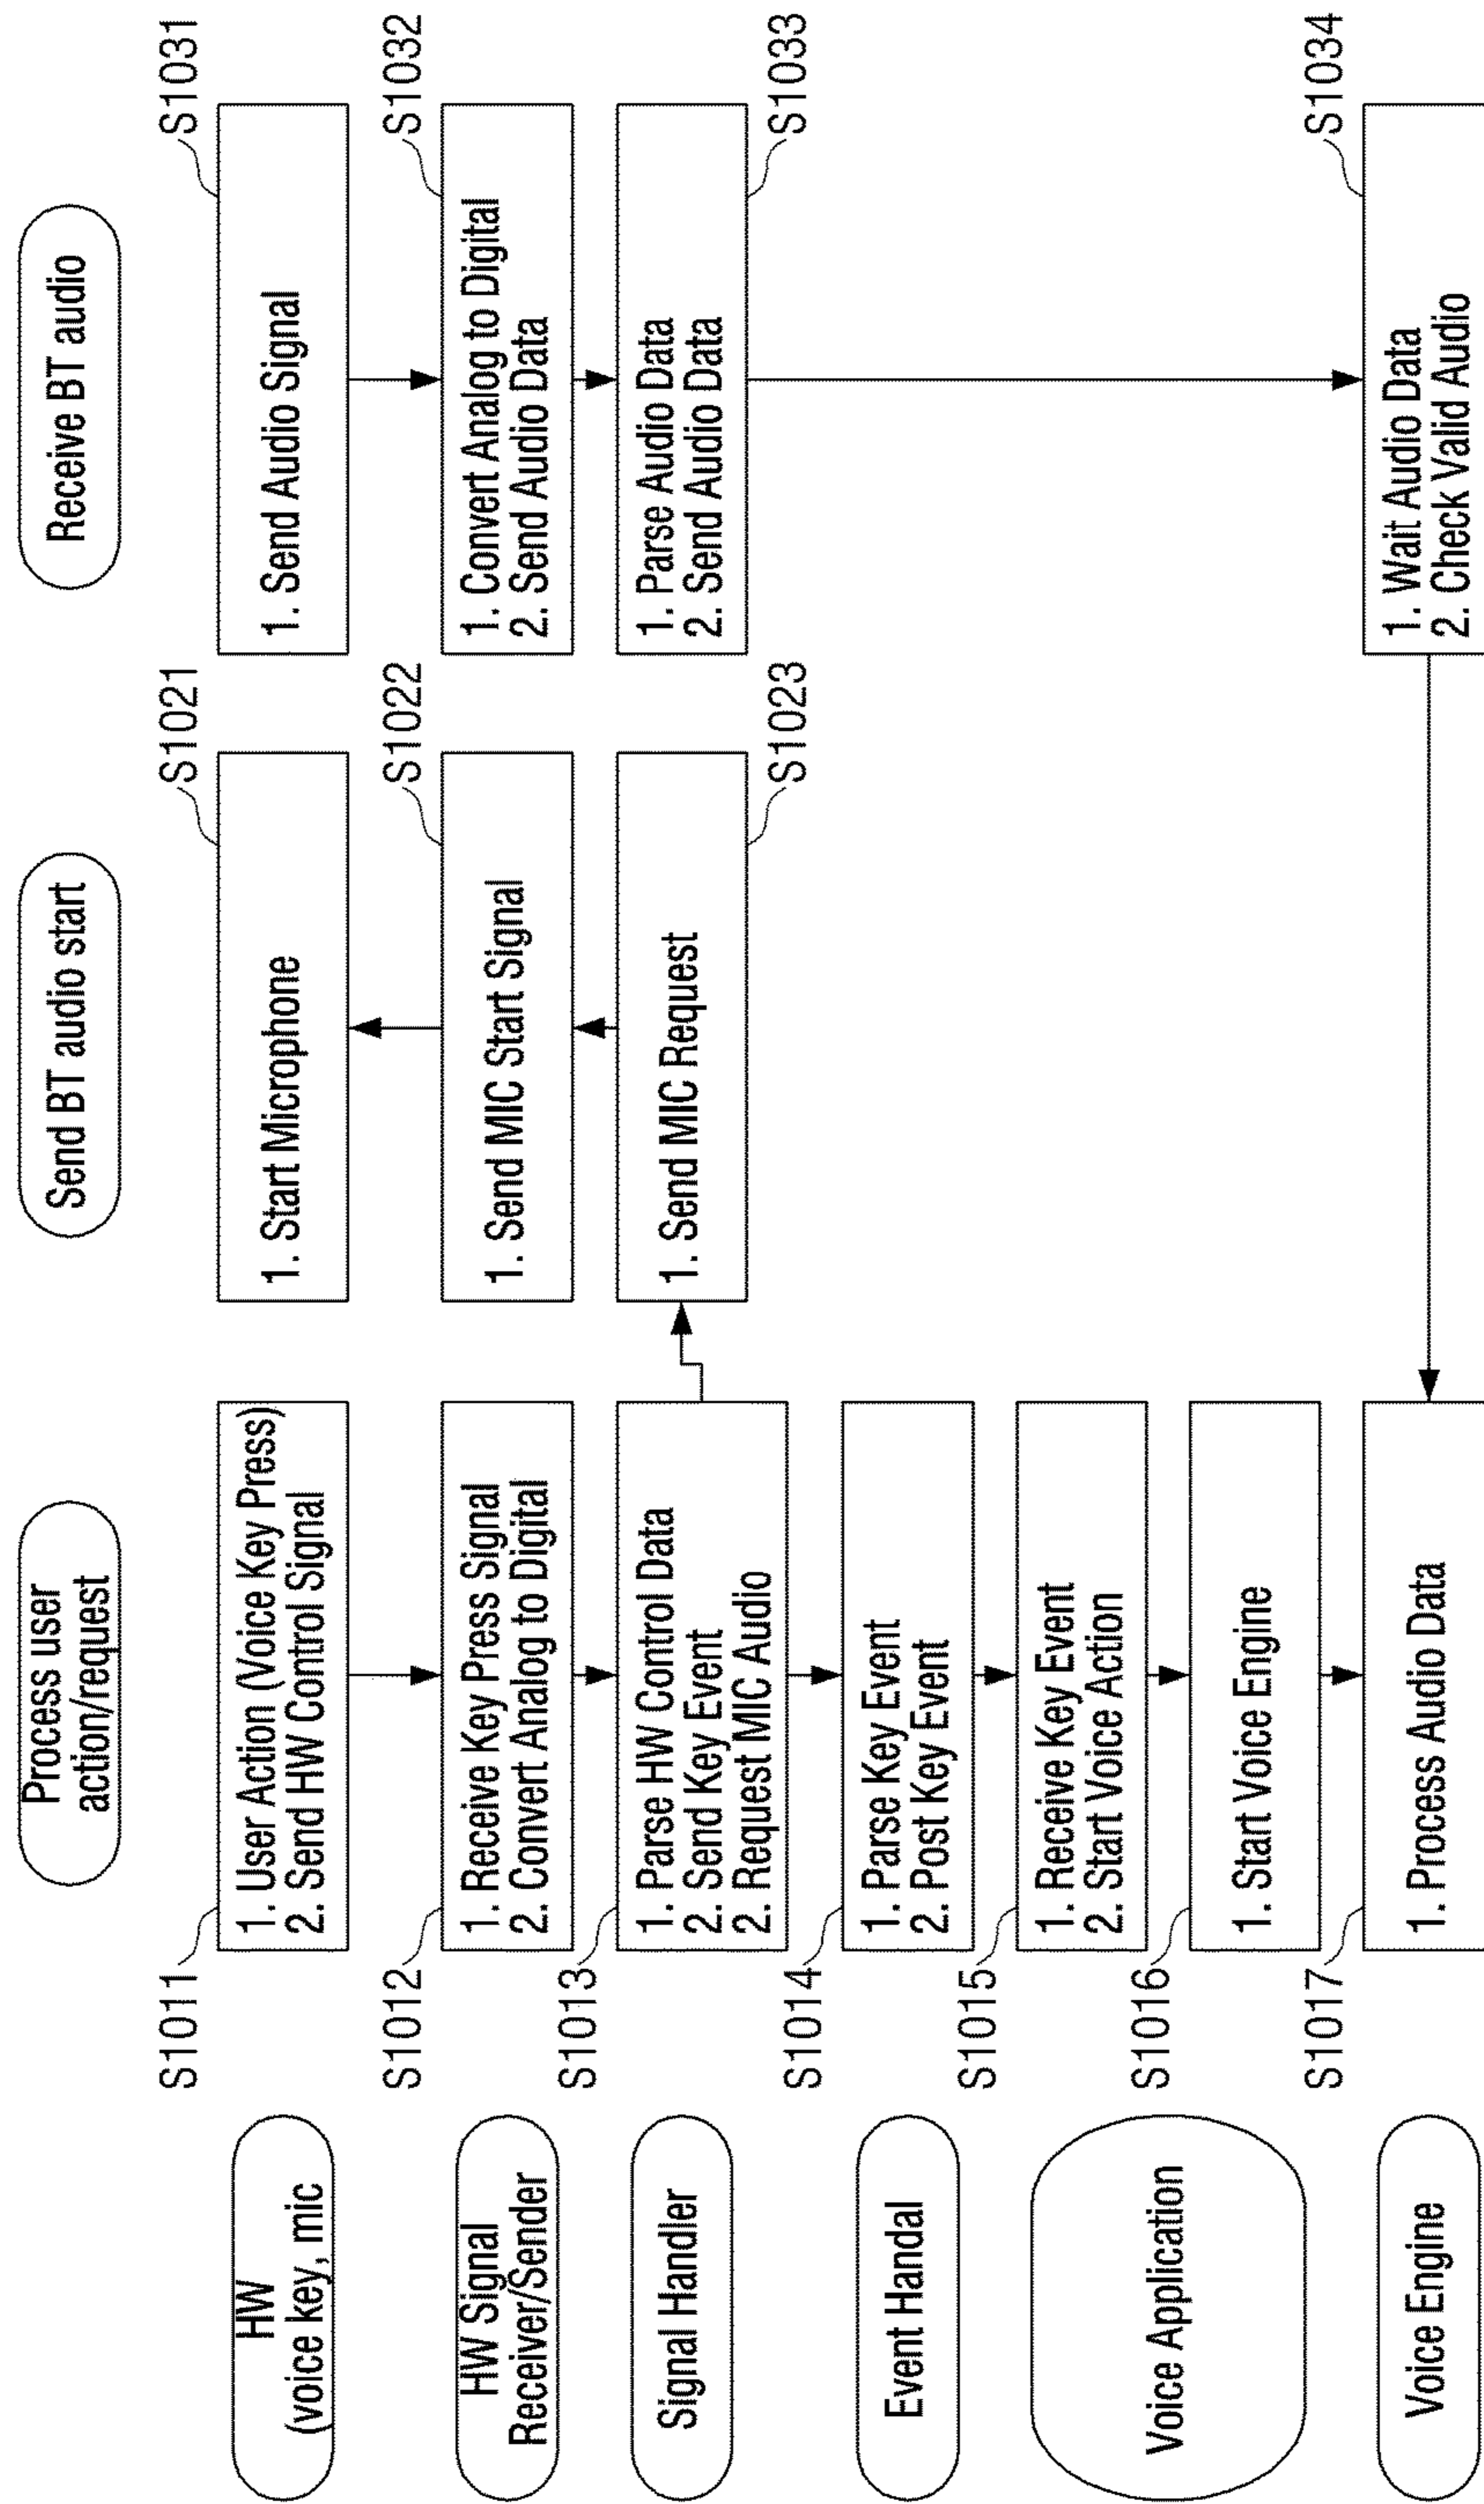 Process user
action/request
Send BT audio start
Receive BT audio
HW
(voice key, mic
S1011
1. User Action (Voice Key Press)
2. Send HW Control Signal
S1021
1. Start Microphone
S1031
1. Send Audio Signal
HW Signal
Receiver/Sender
S1012
1. Receive Key Press Signal
2. Convert Analog to Digital
S1022
1. Send MIC Start Signal
S1032
1. Convert Analog to Digital
2. Send Audio Data
Signal Handler
S1013
1. Parse HW Control Data
2. Send Key Event
2. Request MIC Audio
S1023
1. Send MIC Request
S1033
1. Parse Audio Data
2. Send Audio Data
Event Handal
S1014
1. Parse Key Event
2. Post Key Event
Voice Application
S1015
1. Receive Key Event
2. Start Voice Action
S1016
1. Start Voice Engine
Voice Engine
S1017
1. Process Audio Data
S1034
1. Wait Audio Data
2. Check Valid Audio